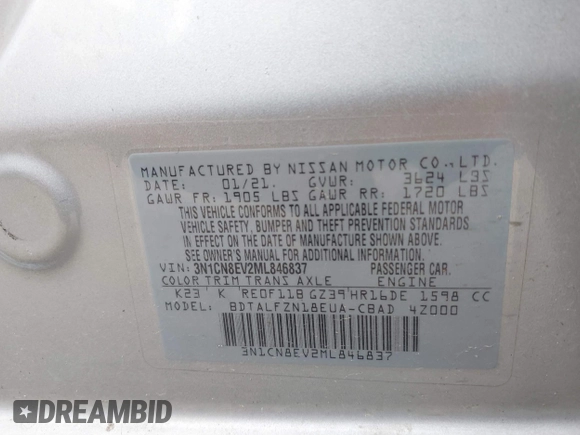 MANUFACTURED BY NISSAN MOTOR CO.,LTD.
DATE: 01/21. GVWR: 3624 LBS
GAWR FR: 1905 LBS GAWR RR: 1720 LBS
THIS VEHICLE CONFORMS TO ALL APPLICABLE FEDERAL MOTOR
VEHICLE SAFETY, BUMPER AND THEFT PREVENTION STANDARDS
IN EFFECT ON THE DATE OF MANUFACTURE SHOWN ABOVE.
SEE OWNER'S MANUAL FOR ADDITIONAL INFORMATION.
VIN: 3N1CN8EV2ML846837 PASSENGER CAR.
COLOR TRIM TRANS AXLE ENGINE
K23 K RE0F11B GZ39 HR16DE 1598 CC
MODEL: BDTALFZN18EUA-CBAD 4Z000
3N1CN8EV2ML846837
DREAMBID